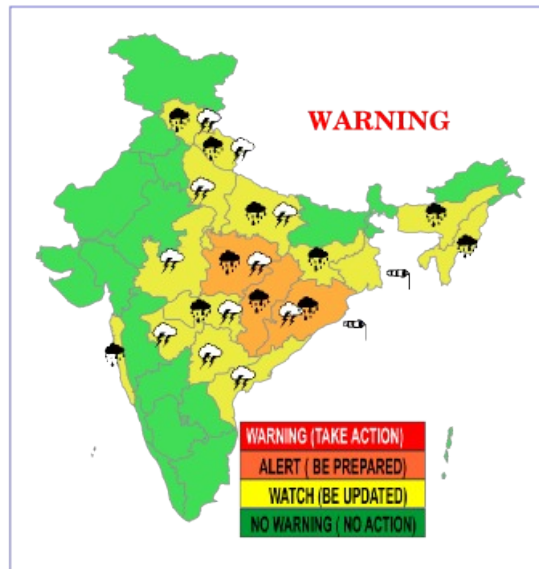 WARNING
WARNING (TAKE ACTION)
ALERT ( BE PREPARED)
WATCH (BE UPDATED)
NO WARNING ( NO ACTION)